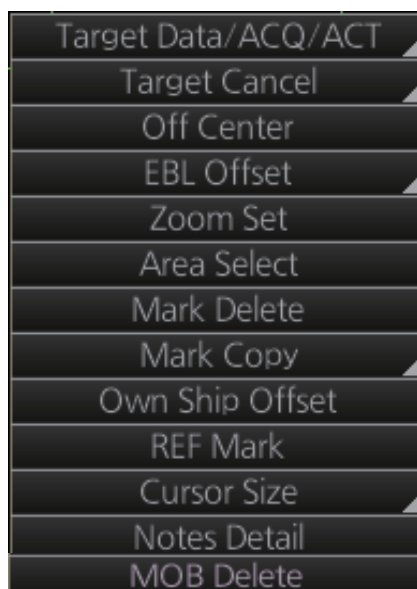 Target Data/ACQ/ACT
Target Cancel
Off Center
EBL Offset
Zoom Set
Area Select
Mark Delete
Mark Copy
Own Ship Offset
REF Mark
Cursor Size
Notes Detail
MOB Delete